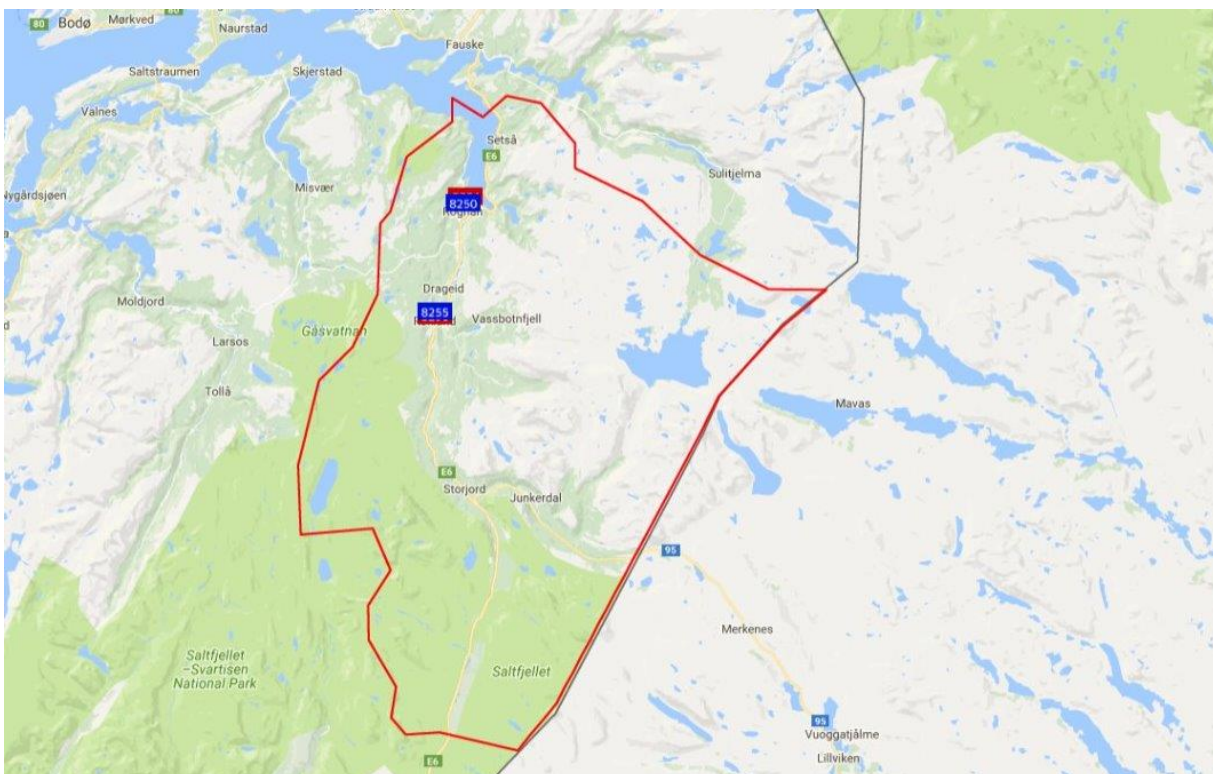 80
Bodø
Mørkved
Naurstad
Fauske
Saltstraumen
Skjerstad
Valnes
Setså
E6
Sulitjelma
Misvær
Nygårdsjøen
8250
Rognan
Drageid
Moldjord
8255
Vassbotnfjell
Gåsvatnan
Larsos
Tollå
Mavas
E6
Storjord
Junkerdal
95
Merkenes
Saltfjellet
–Svartisen
National Park
Saltfjellet
95
Vuoggatjålme
Lillviken
E6